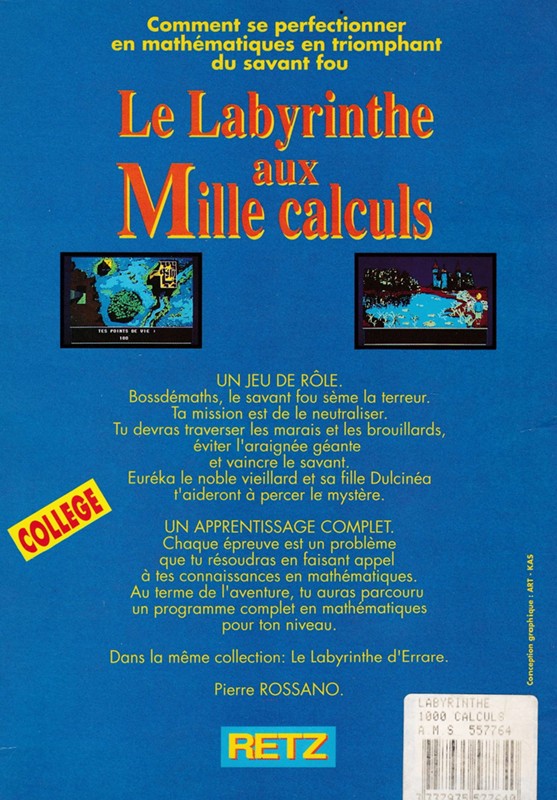 Comment se perfectionner
en mathématiques en triomphant
du savant fou
Le Labyrinthe
aux
Mille calculs
TES POINTS DE VIE :
100
UN JEU DE RÔLE.
Bossdémaths, le savant fou sème la terreur.
Ta mission est de le neutraliser.
Tu devras traverser les marais et les brouillards,
éviter l'araignée géante
et vaincre le savant.
Euréka le noble vieillard et sa fille Dulcinéa
t'aideront à percer le mystère.
COLLEGE
UN APPRENTISSAGE COMPLET.
Chaque épreuve est un problème
que tu résoudras en faisant appel
à tes connaissances en mathématiques.
Au terme de l'aventure, tu auras parcouru
un programme complet en mathématiques
pour ton niveau.
Dans la même collection: Le Labyrinthe d'Errare.
Pierre ROSSANO.
Conception graphique : ART - KAS
RETZ
LABYRINTHE
1000 CALCULS
A M S 557764